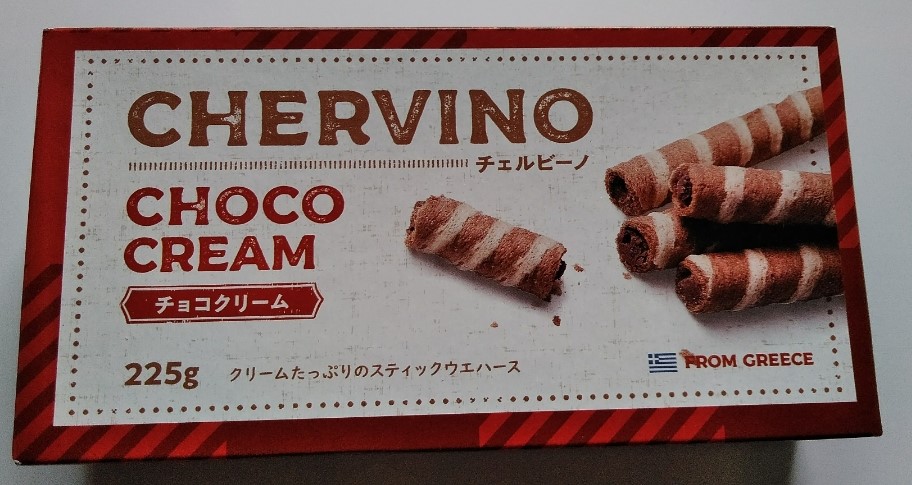 CHERVINO
チェルビーノ
CHOCO
CREAM
チョコクリーム
225g
クリームたっぷりのスティックウエハース
FROM GREECE